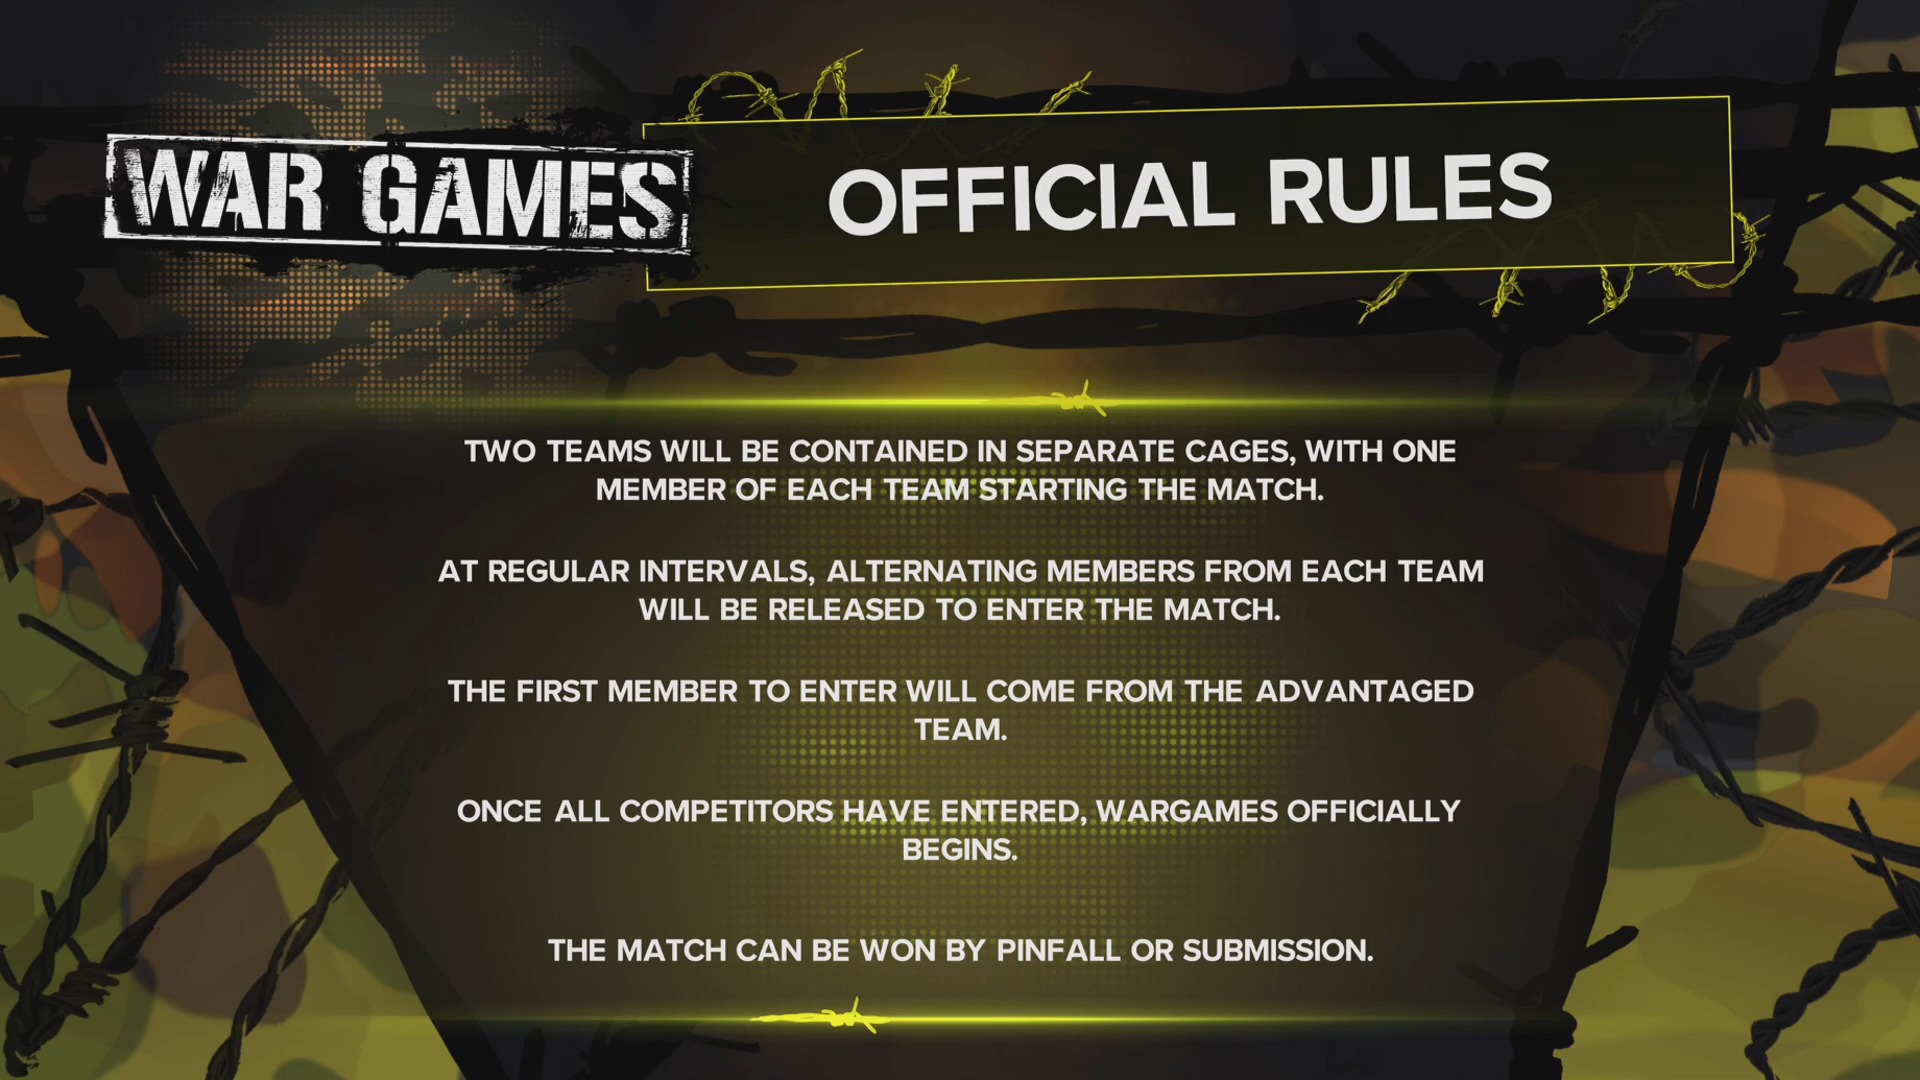 WAR GAMES
OFFICIAL RULES
TWO TEAMS WILL BE CONTAINED IN SEPARATE CAGES, WITH ONE
MEMBER OF EACH TEAM STARTING THE MATCH.
AT REGULAR INTERVALS, ALTERNATING MEMBERS FROM EACH TEAM
WILL BE RELEASED TO ENTER THE MATCH.
THE FIRST MEMBER TO ENTER WILL COME FROM THE ADVANTAGED
TEAM.
ONCE ALL COMPETITORS HAVE ENTERED, WARGAMES OFFICIALLY
BEGINS.
THE MATCH CAN BE WON BY PINFALL OR SUBMISSION.